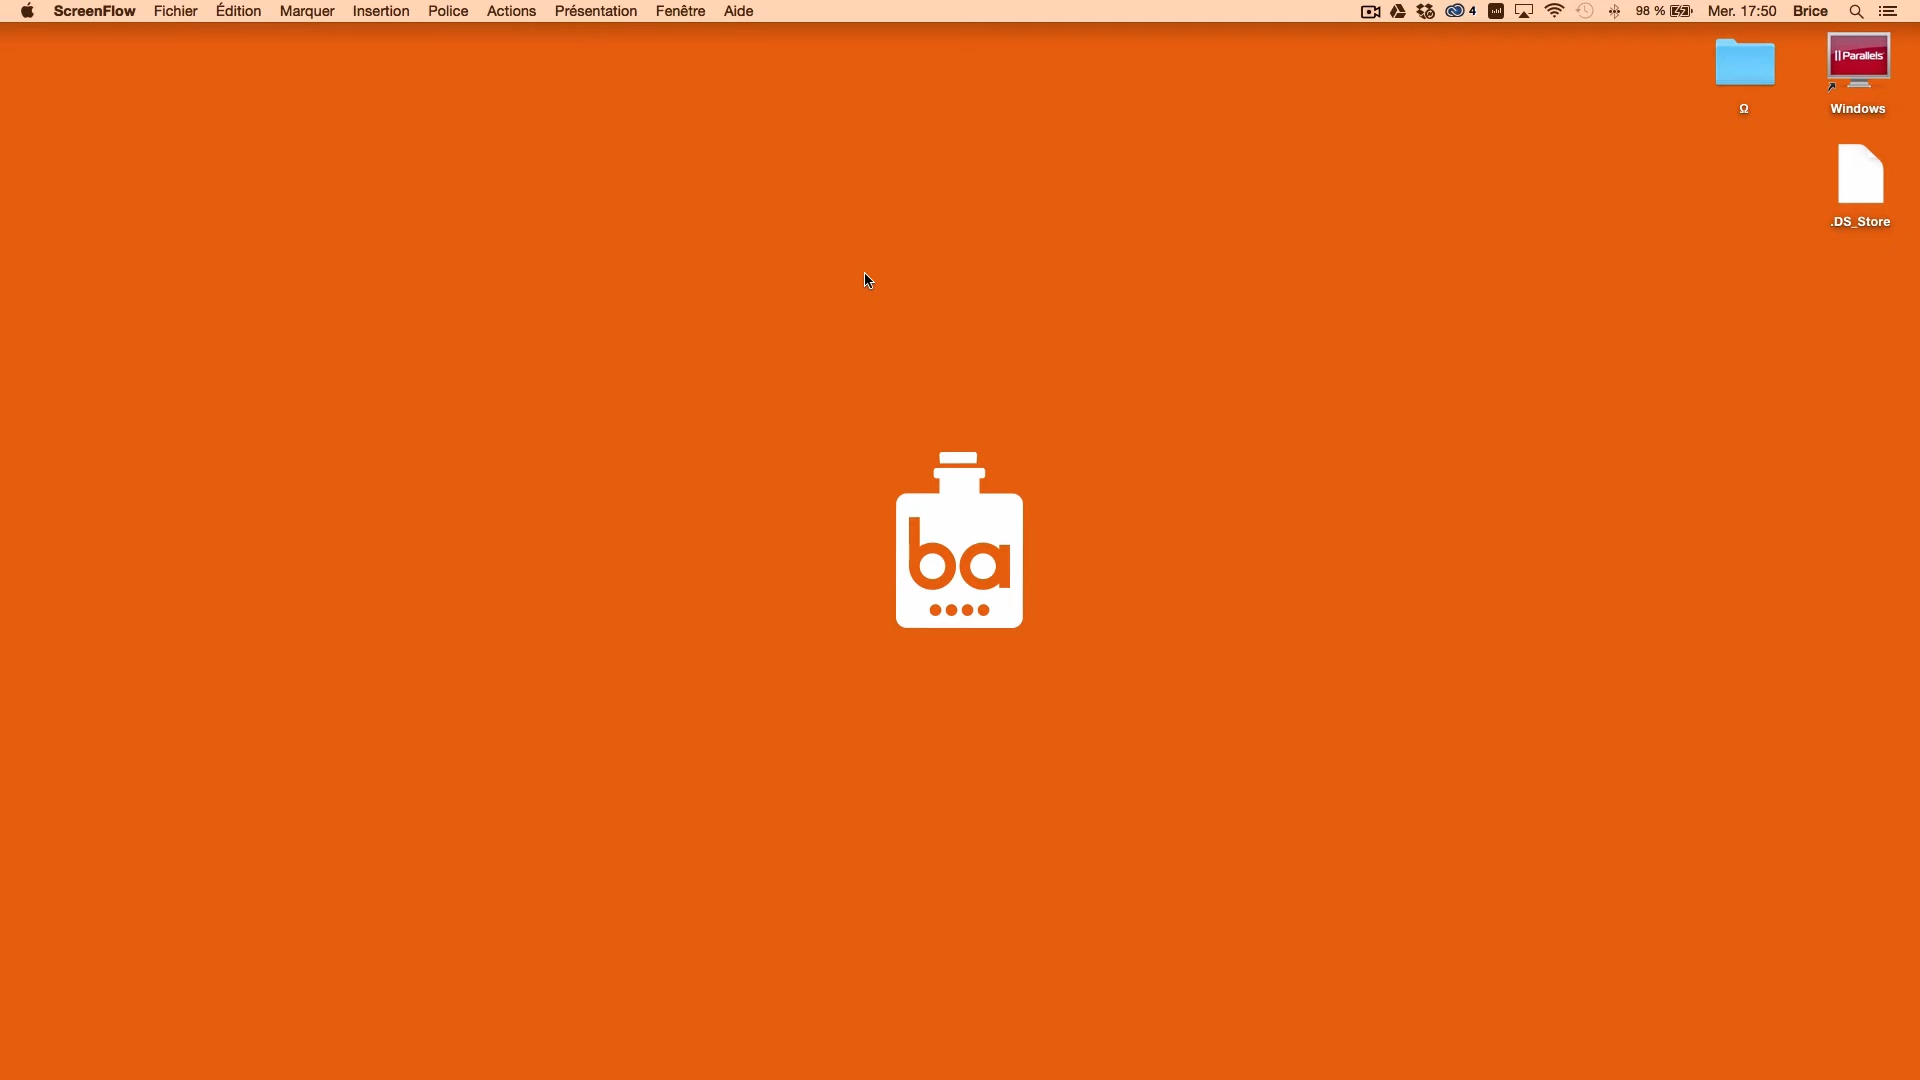 ScreenFlow Fichier Édition Marquer Insertion Police Actions Présentation Fenêtre Aide 4 98 % Mer. 17:50 Brice
||Parallels
Ω Windows
.DS_Store
ba